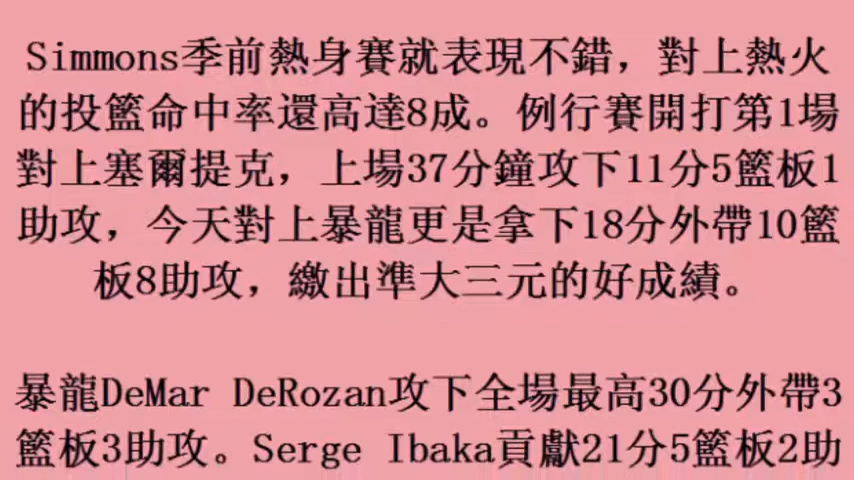 Simmons季前熱身賽就表現不錯，對上熱火
的投籃命中率還高達8成。例行賽開打第1場
對上塞爾提克，上場37分鐘攻下11分5籃板1
助攻，今天對上暴龍更是拿下18分外帶10籃
板8助攻，繳出準大三元的好成績。
暴龍DeMar DeRozan攻下全場最高30分外帶3
籃板3助攻。Serge Ibaka貢獻21分5籃板2助